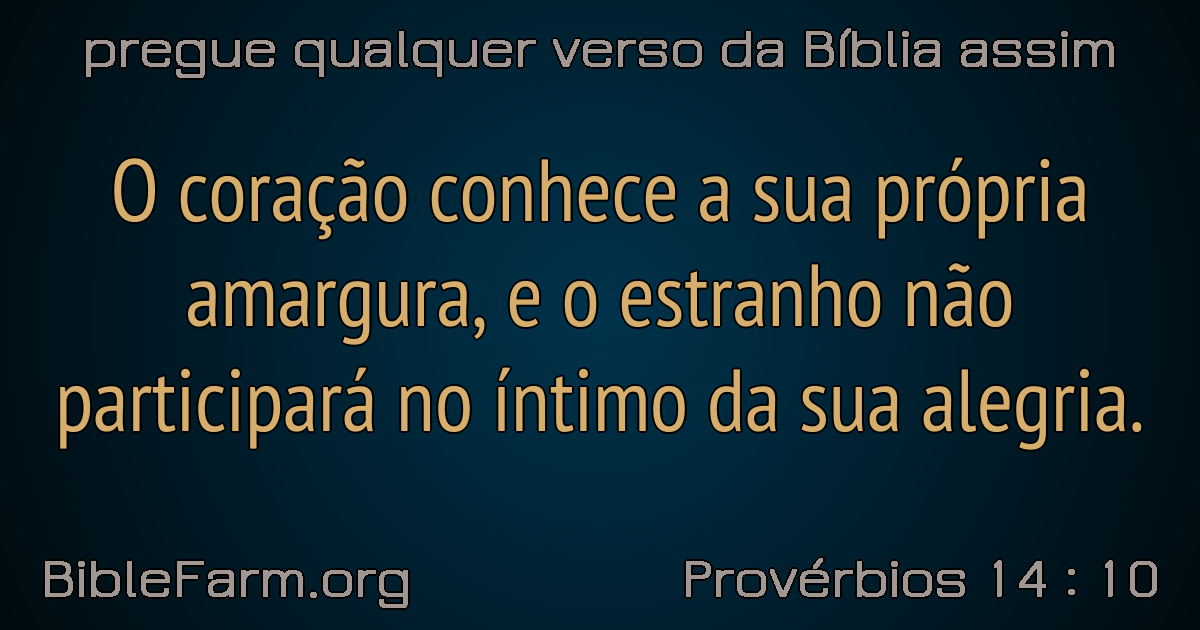 pregue qualquer verso da Bíblia assim
O coração conhece a sua própria
amargura, e o estranho não
participará no íntimo da sua alegria.
BibleFarm.org
Provérbios 14 : 10